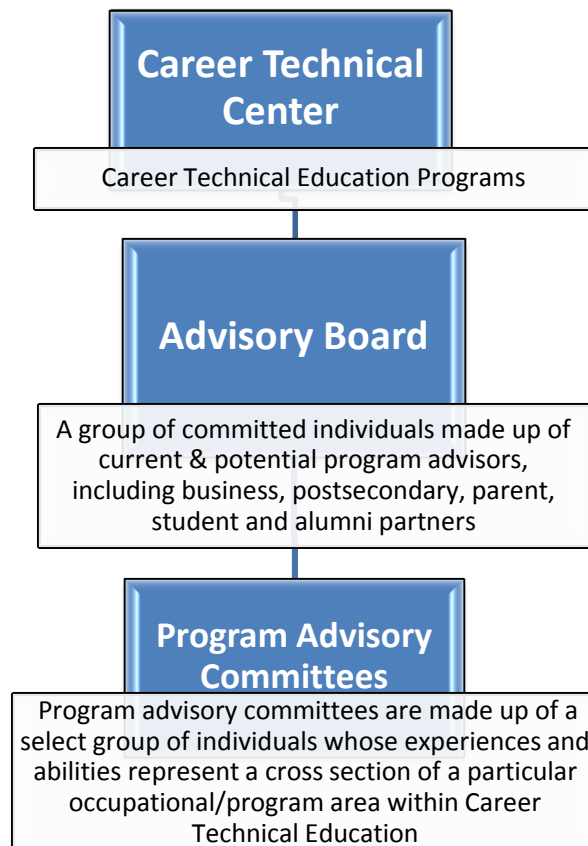 Career Technical
Center
Career Technical Education Programs
Advisory Board
A group of committed individuals made up of
current & potential program advisors,
including business, postsecondary, parent,
student and alumni partners
Program Advisory
Committees
Program advisory committees are made up of a
select group of individuals whose experiences and
abilities represent a cross section of a particular
occupational/program area within Career
Technical Education